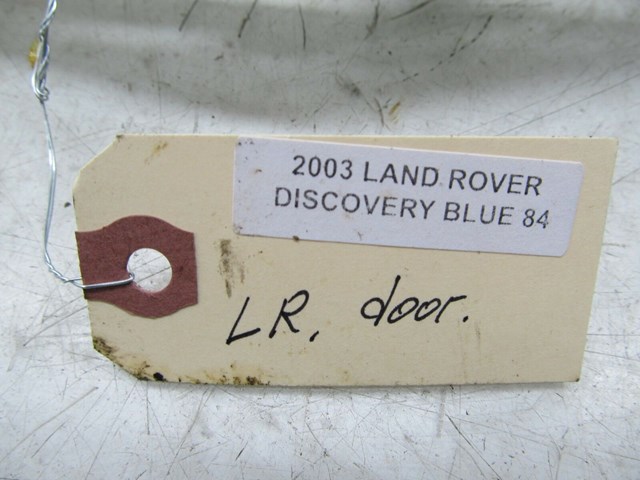 2003 LAND ROVER
DISCOVERY BLUE 84
LR. door.